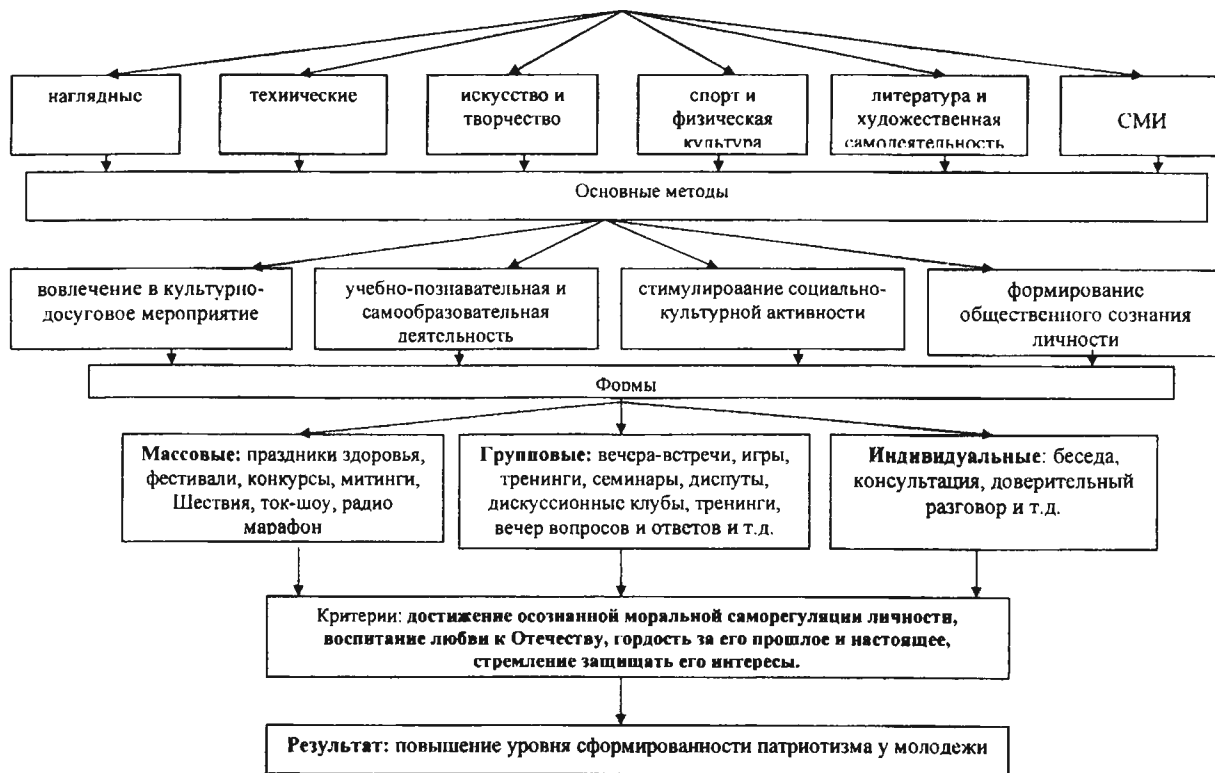 наглядные
технические
искусство и
творчество
спорт и
физическая
культура
литература и
художественная
самодеятельность
СМИ
Основные методы
вовлечение в культурно-
досуговое мероприятие
учебно-познавательная и
самообразовательная
деятельность
стимулирование социально-
культурной активности
формирование
общественного сознания
личности
Формы
Массовые: праздники здоровья,
фестивали, конкурсы, митинги,
Шествия, ток-шоу, радио
марафон
Групповые: вечера-встречи, игры,
тренинги, семинары, диспуты,
дискуссионные клубы, тренинги,
вечер вопросов и ответов и т.д.
Индивидуальные: беседа,
консультация, доверительный
разговор и т.д.
Критерии: достижение осознанной моральной саморегуляции личности,
воспитание любви к Отечеству, гордость за его прошлое и настоящее,
стремление защищать его интересы.
Результат: повышение уровня сформированности патриотизма у молодежи